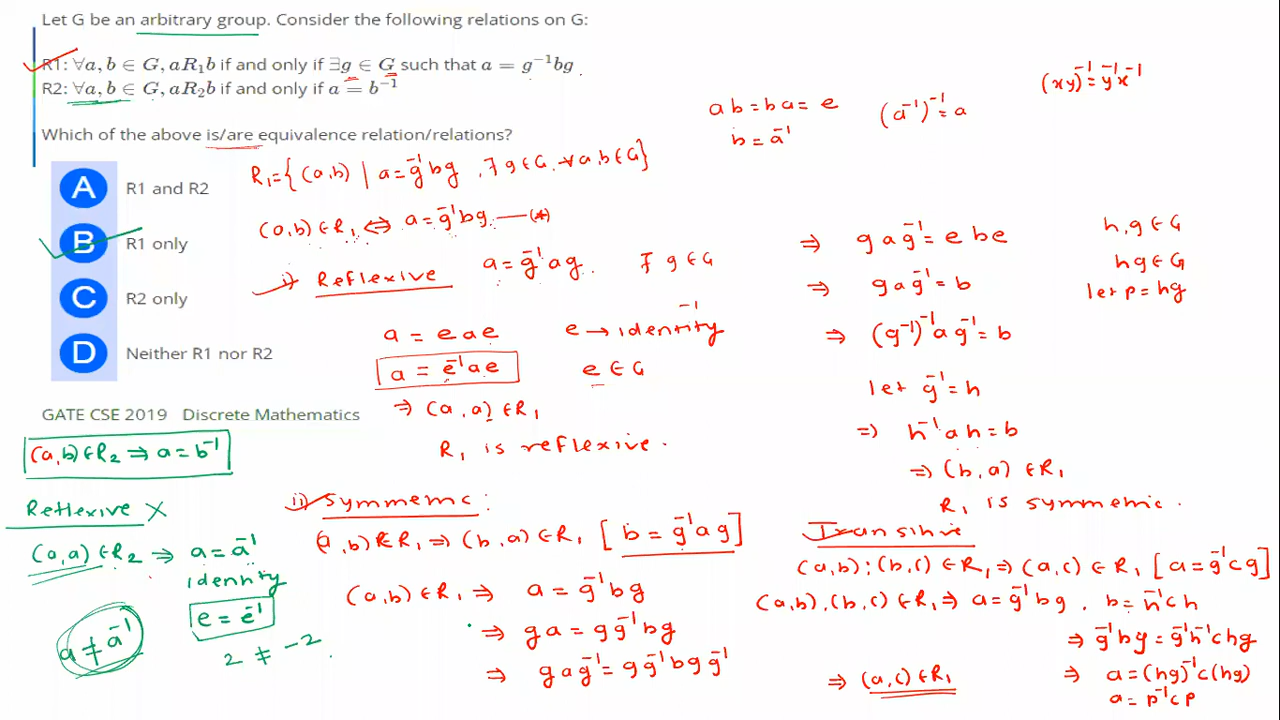 Let G be an arbitrary group. Consider the following relations on G:
R1: ∀a, b ∈ G, aR₁b if and only if ∃g ∈ G such that a = g⁻¹bg
R2: ∀a, b ∈ G, aR₂b if and only if a = b⁻¹
Which of the above is/are equivalence relation/relations?
A R1 and R2
B R1 only
C R2 only
D Neither R1 nor R2
GATE CSE 2019 Discrete Mathematics
ab = ba = e
b = a⁻¹
(a⁻¹)⁻¹ = a
(xy)⁻¹ = y⁻¹x⁻¹
R₁ = {(a,b) | a = g⁻¹bg, ∃ g∈G, ∀ a,b∈G}
(a,b) ∈ R₁ ⇔ a = g⁻¹bg. —(*)
i) Reflexive a = g⁻¹ag. ∃ g∈G
a = e a e e → identity
a = e⁻¹ae e ∈ G
⇒ (a,a) ∈ R₁
R₁ is reflexive.
ii) Symmemc :
(a,b) ∈ R₁ ⇒ (b,a) ∈ R₁ [b = g⁻¹ag]
(a,b) ∈ R₁ ⇒ a = g⁻¹bg
⇒ ga = gg⁻¹bg
⇒ gag⁻¹ = gg⁻¹bgg⁻¹
⇒ gag⁻¹ = ebe
⇒ gag⁻¹ = b
⇒ (g⁻¹)⁻¹ag⁻¹ = b
let g⁻¹ = h
⇒ h⁻¹ah = b
⇒ (b,a) ∈ R₁
R₁ is symmemic.
h,g ∈ G
hg ∈ G
let p = hg
Transihve
(a,b); (b,c) ∈ R₁ ⇒ (a,c) ∈ R₁ [a = g⁻¹cg]
(a,b), (b,c) ∈ R₁ ⇒ a = g⁻¹bg, b = h⁻¹ch
⇒ g⁻¹bg = g⁻¹h⁻¹chg
⇒ a = (hg)⁻¹c(hg)
a = p⁻¹cp
⇒ (a,c) ∈ R₁
(a,b) ∈ R₂ ⇒ a = b⁻¹
Reflexive X
(a,a) ∈ R₂ ⇒ a = a⁻¹
idenhity
e = e⁻¹
a ≠ a⁻¹
2 ≠ -2